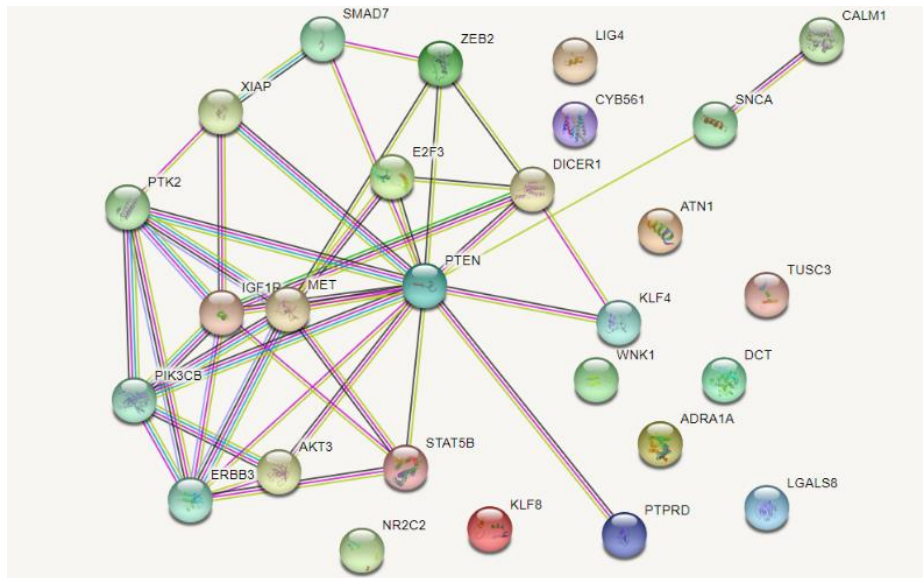 SMAD7
CALM1
ZEB2
LIG4
XIAP
CYB561
SNCA
E2F3
DICER1
PTK2
ATN1
PTEN
TUSC3
IGF1R
MET
KLF4
WNK1
DCT
PIK3CB
ADRA1A
AKT3
STAT5B
ERBB3
LGALS8
KLF8
PTPRD
NR2C2